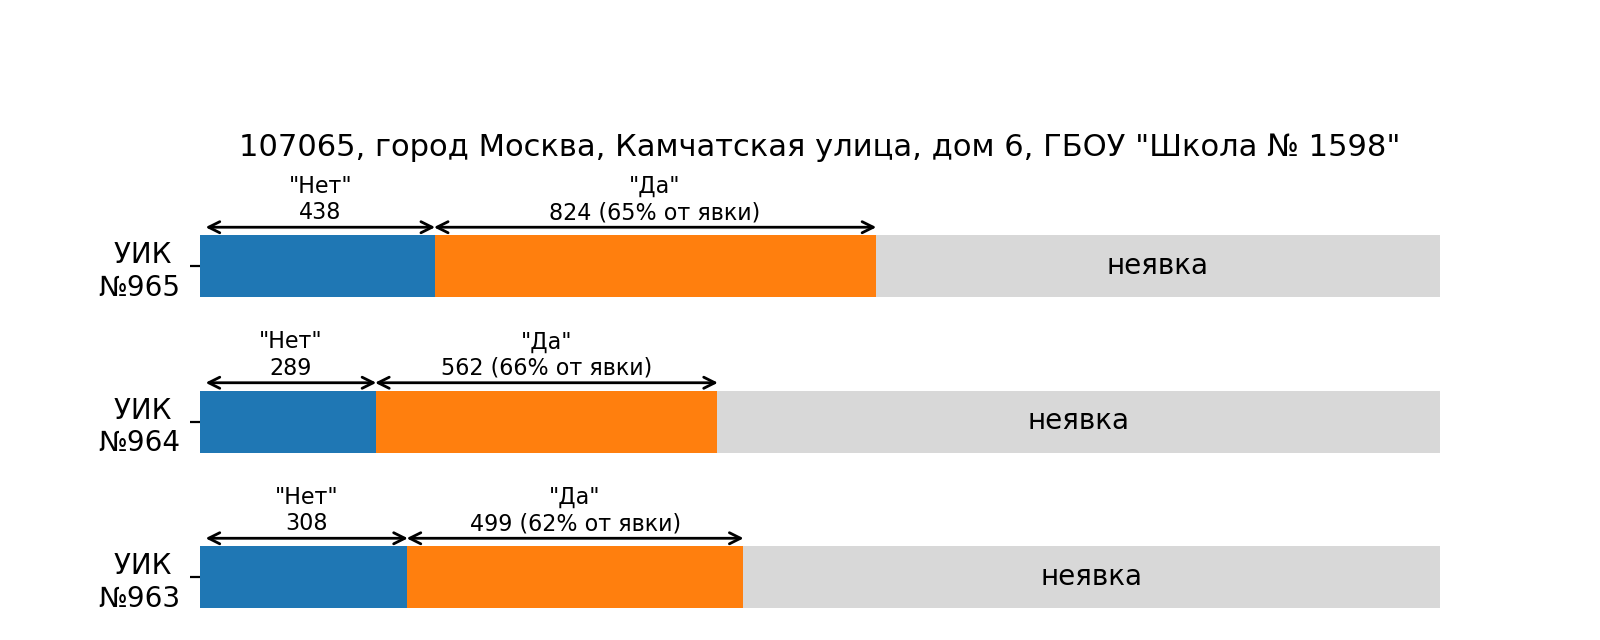 107065, город Москва, Камчатская улица, дом 6, ГБОУ "Школа № 1598"
"Нет"
438
"Да"
824 (65% от явки)
УИК
№965
неявка
"Нет"
289
"Да"
562 (66% от явки)
УИК
№964
неявка
"Нет"
308
"Да"
499 (62% от явки)
УИК
№963
неявка